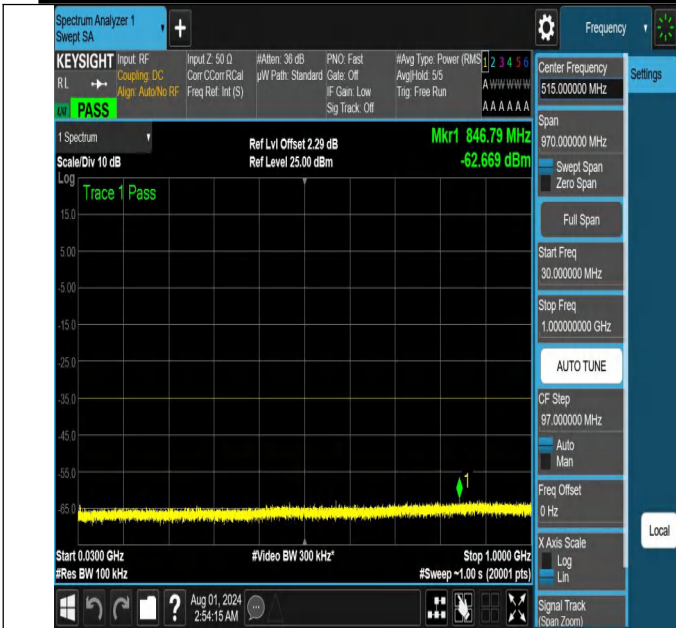 Spectrum Analyzer 1
Swept SA
+
Frequency
KEYSIGHT
RL
PASS
Input: RF
Coupling: DC
Align: Auto/No RF
Input Z: 50 Ω
Corr CCorr RCal
Freq Ref: Int (S)
#Atten: 36 dB
µW Path: Standard
PNO: Fast
Gate: Off
IF Gain: Low
Sig Track: Off
#Avg Type: Power (RMS
Avg|Hold: 5/5
Trig: Free Run
1 2 3 4 5 6
A W W W W W
A A A A A A
1 Spectrum
Scale/Div 10 dB
Log
Ref Lvl Offset 2.29 dB
Ref Level 25.00 dBm
Mkr1 846.79 MHz
-62.669 dBm
Trace 1 Pass
15.0
5.00
-5.00
-15.0
-25.0
-35.0
-45.0
-55.0
-65.0
1
Start 0.0300 GHz
#Res BW 100 kHz
#Video BW 300 kHz*
Stop 1.0000 GHz
#Sweep ~1.00 s (20001 pts)
Aug 01, 2024
2:54:15 AM
Center Frequency
515.000000 MHz
Settings
Span
970.000000 MHz
Swept Span
Zero Span
Full Span
Start Freq
30.000000 MHz
Stop Freq
1.000000000 GHz
AUTO TUNE
CF Step
97.000000 MHz
Auto
Man
Freq Offset
0 Hz
X Axis Scale
Log
Lin
Local
Signal Track
(Span Zoom)